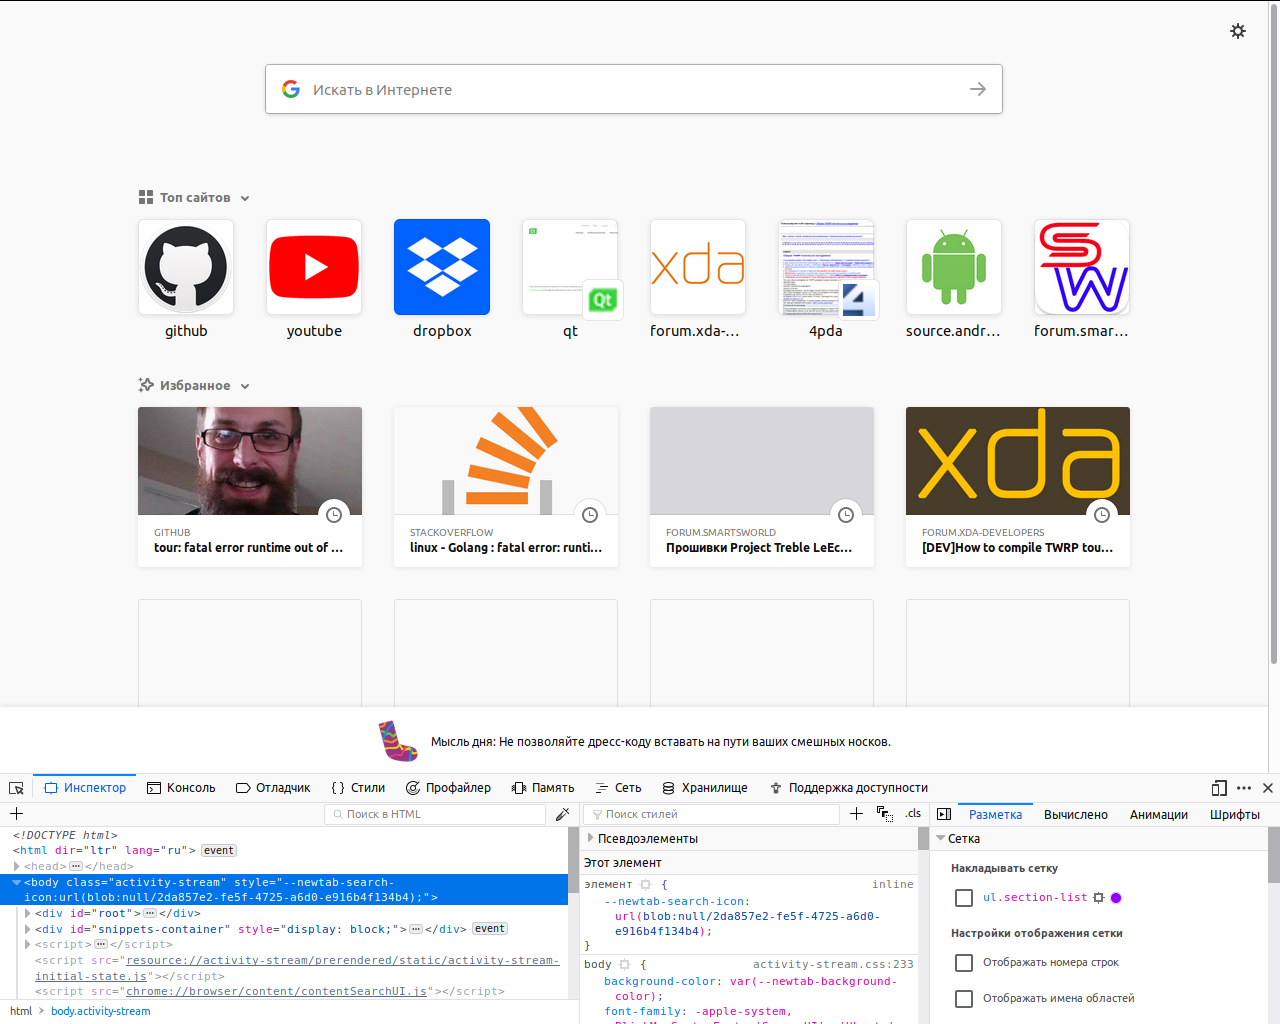 Искать в Интернете
Топ сайтов
xda
Qt
4
SW
github youtube dropbox qt forum.xda-... 4pda source.andr... forum.smar...
Избранное
xda
GITHUB
tour: fatal error runtime out of ...
STACKOVERFLOW
linux - Golang : fatal error: runti...
FORUM.SMARTSWORLD
Прошивки Project Treble LeEc...
FORUM.XDA-DEVELOPERS
[DEV]How to compile TWRP tou...
Мысль дня: Не позволяйте дресс-коду вставать на пути ваших смешных носков.
Инспектор Консоль Отладчик Стили Профайлер Память Сеть Хранилище Поддержка доступности
Поиск в HTML
<!DOCTYPE html>
<html dir="ltr" lang="ru"> event
<head>…</head>
<body class="activity-stream" style="--newtab-search-
icon:url(blob:null/2da857e2-fe5f-4725-a6d0-e916b4f134b4);">
<div id="root">…</div>
<div id="snippets-container" style="display: block;">…</div> event
<script>…</script>
<script src="resource://activity-stream/prerendered/static/activity-stream-
initial-state.js"></script>
<script src="chrome://browser/content/contentSearchUI.js"></script>
html > body.activity-stream
Поиск стилей + .cls
Псевдоэлементы
Этот элемент
элемент { inline
--newtab-search-icon:
url(blob:null/2da857e2-fe5f-4725-a6d0-
e916b4f134b4);
}
body { activity-stream.css:233
background-color: var(--newtab-background-
color);
font-family: -apple-system,
Разметка Вычислено Анимации Шрифты
Сетка
Накладывать сетку
ul.section-list
Настройки отображения сетки
Отображать номера строк
Отображать имена областей